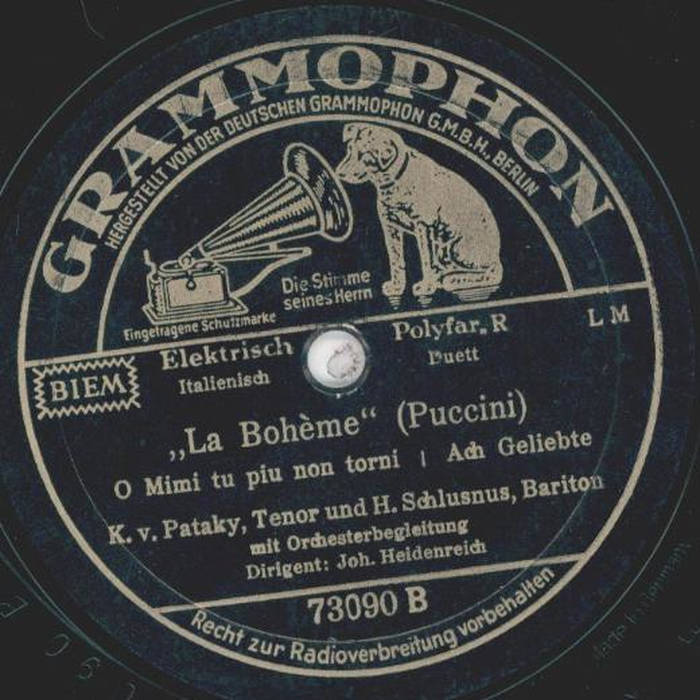 GRAMMOPHON
HERGESTELLT VON DER DEUTSCHEN GRAMMOPHON G.M.B.H., BERLIN
Die Stimme
seines Herrn
Eingetragene Schutzmarke
BIEM
Elektrisch
Italienisch
Polyfar. R
Duett
L M
„La Bohème“ (Puccini)
O Mimi tu piu non torni | Ach Geliebte
K. v. Pataky, Tenor und H. Schlusnus, Bariton
mit Orchesterbegleitung
Dirigent: Joh. Heidenreich
73090 B
Recht zur Radioverbreitung vorbehalten